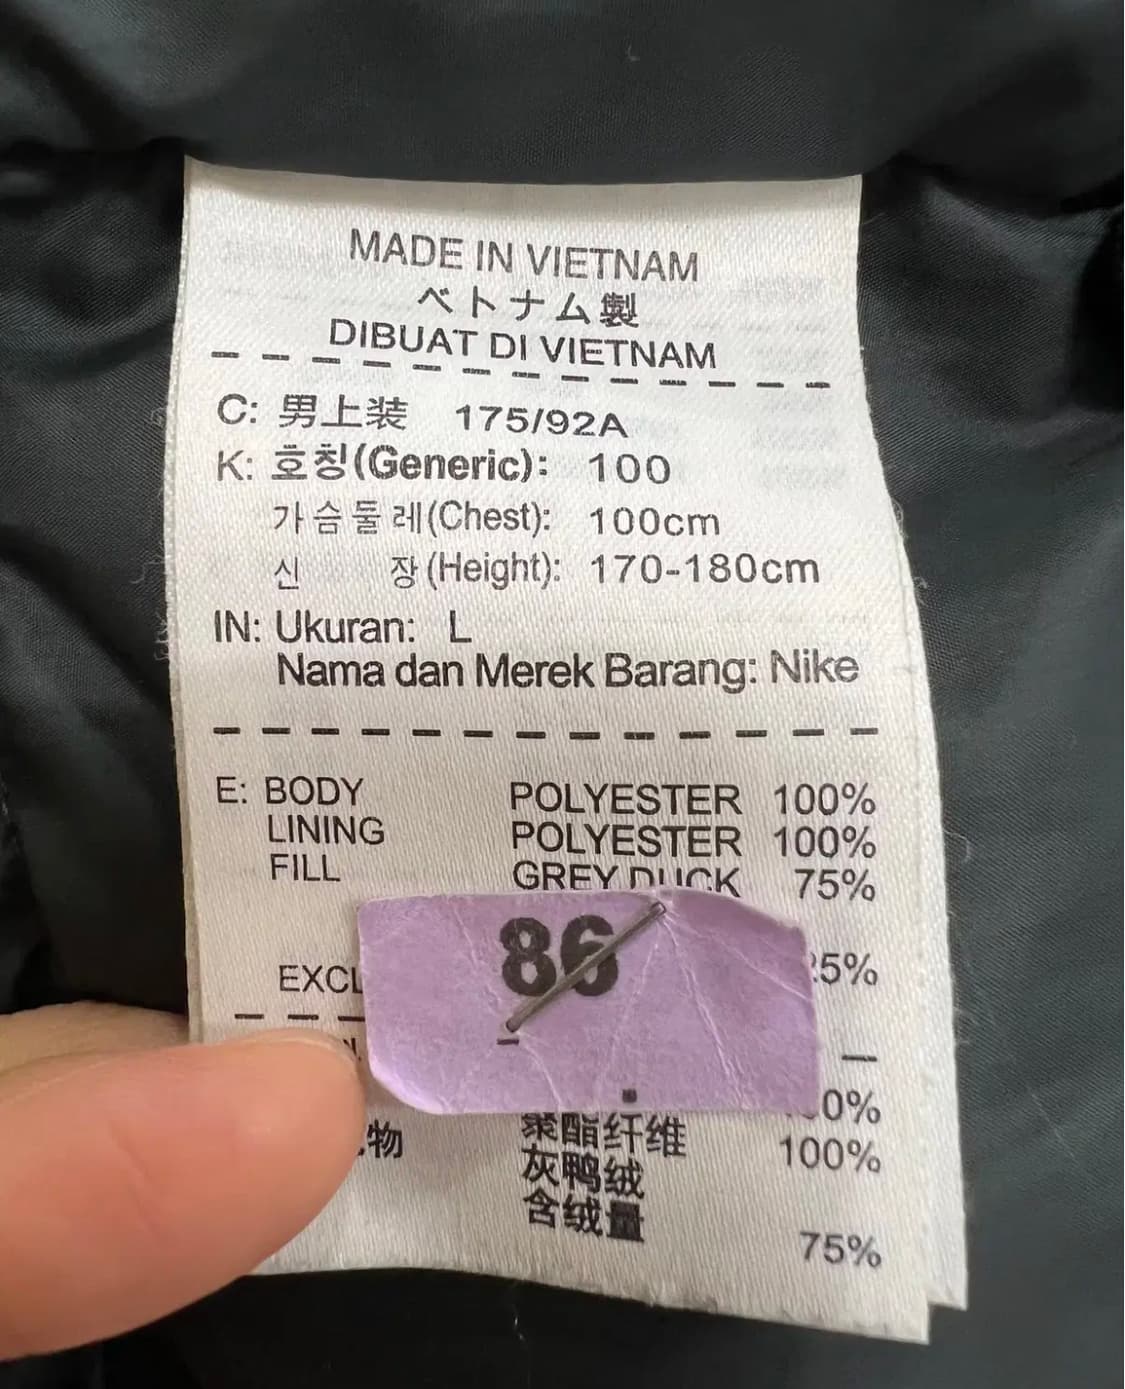 MADE IN VIETNAM
ベトナム製
DIBUAT DI VIETNAM
C: 男上装 175/92A
K: 호칭(Generic): 100
가슴둘레(Chest): 100cm
신 장(Height): 170-180cm
IN: Ukuran: L
Nama dan Merek Barang: Nike
E: BODY POLYESTER 100%
LINING POLYESTER 100%
FILL GREY DUCK 75%
86
聚酯纤维 100%
物 灰鸭绒
含绒量
75%